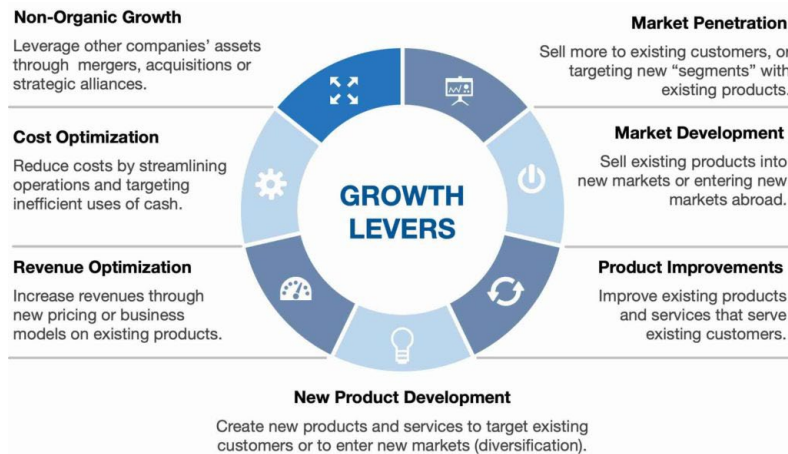 Non-Organic Growth
Leverage other companies' assets
through mergers, acquisitions or
strategic alliances.
Market Penetration
Sell more to existing customers, or
targeting new “segments” with
existing products.
Cost Optimization
Reduce costs by streamlining
operations and targeting
inefficient uses of cash.
GROWTH
LEVERS
Market Development
Sell existing products into
new markets or entering new
markets abroad.
Revenue Optimization
Increase revenues through
new pricing or business
models on existing products.
Product Improvements
Improve existing products
and services that serve
existing customers.
New Product Development
Create new products and services to target existing
customers or to enter new markets (diversification).